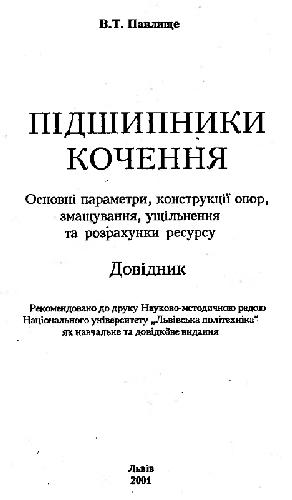 В.Т. Павлище
ПІДШИПНИКИ
КОЧЕННЯ
Основні параметри, конструкції опор,
змащування, ущільнення
та розрахунки ресурсу
Довідник
Рекомендовано до друку Науково-методичною радою
Національного університету „Львівська політехніка“
як навчальне та довідкове видання
Львів
2001